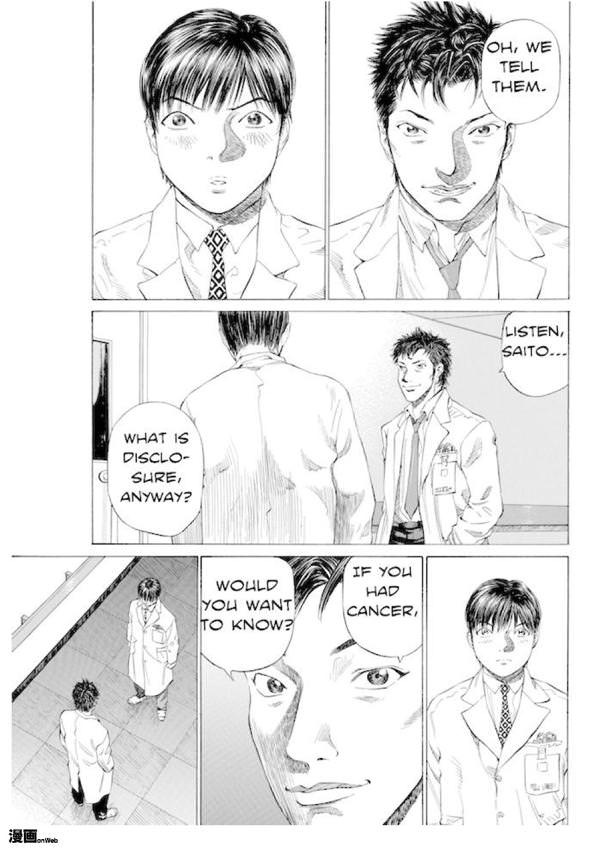 OH, WE
TELL
THEM.
LISTEN,
SAITO...
WHAT IS
DISCLO-
SURE,
ANYWAY?
IF YOU
HAD
CANCER,
WOULD
YOU WANT
TO KNOW?
漫画onWeb